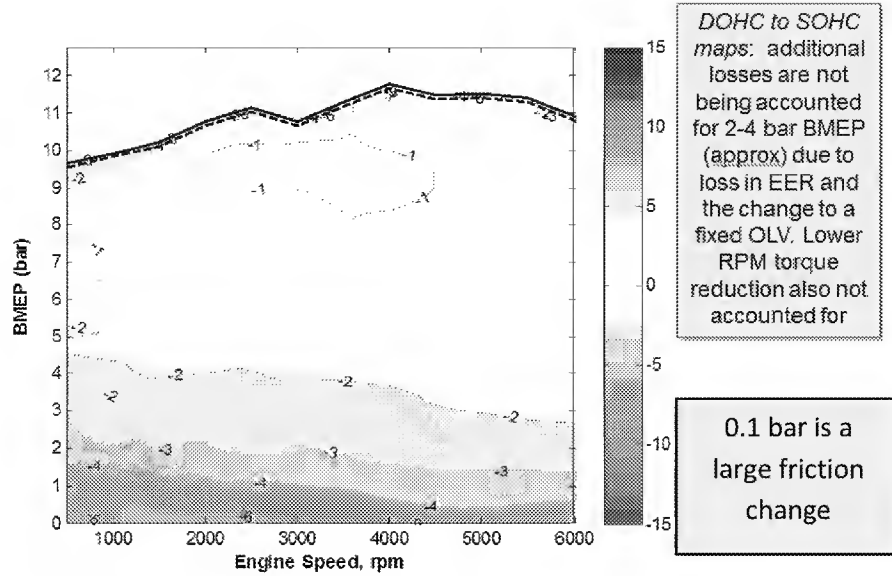 12
11
10
9
8
7
6
5
4
3
2
1
0
BMEP (bar)
-2
-1
-1
-1
-1
-2
-2
-2
-2
-2
-3
-3
-3
-4
-4
-4
1000 2000 3000 4000 5000 6000
Engine Speed, rpm
15
10
5
0
-5
-10
-15
DOHC to SOHC
maps: additional
losses are not
being accounted
for 2-4 bar BMEP
(approx) due to
loss in EER and
the change to a
fixed OLV. Lower
RPM torque
reduction also not
accounted for
0.1 bar is a
large friction
change